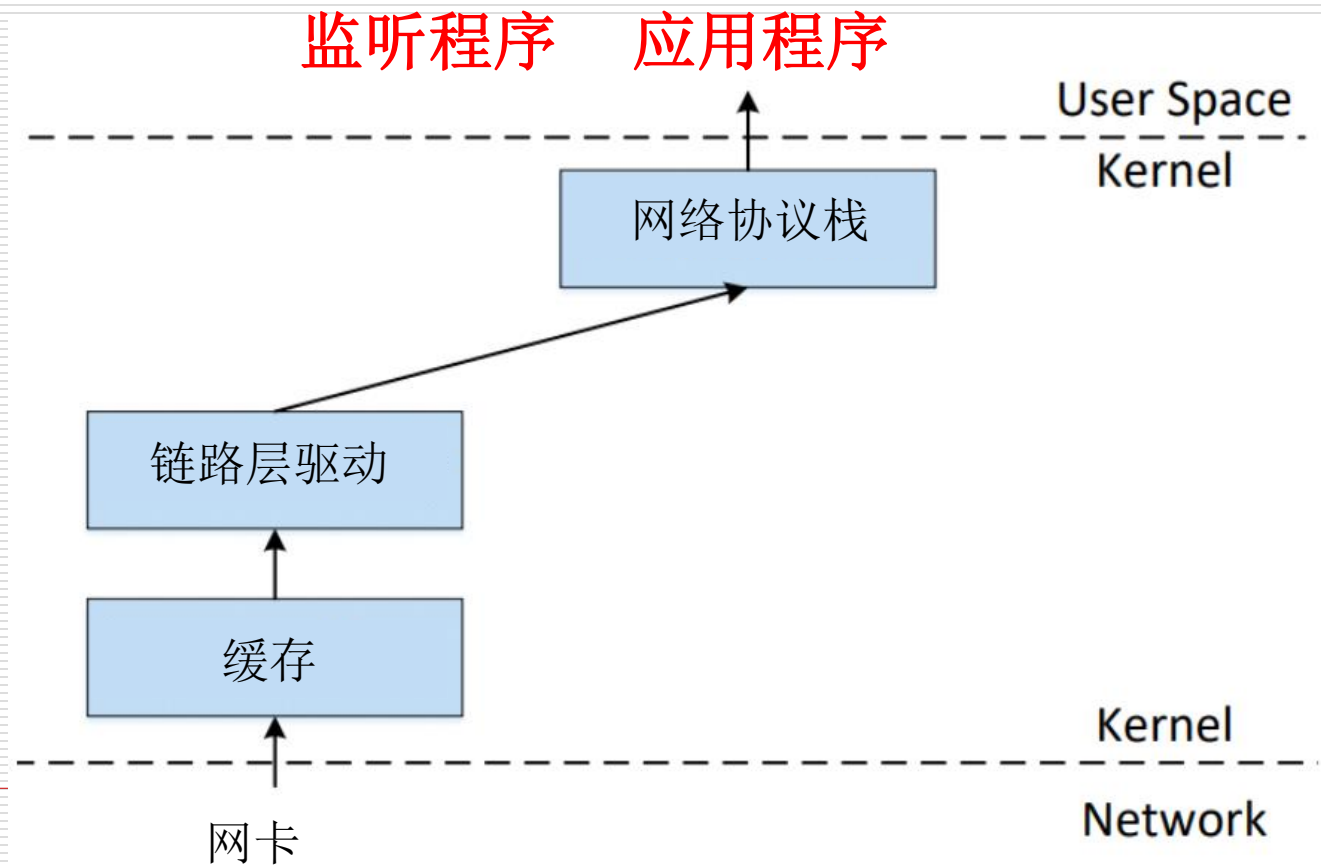 监听程序 应用程序
User Space
Kernel
网络协议栈
链路层驱动
缓存
Kernel
Network
网卡